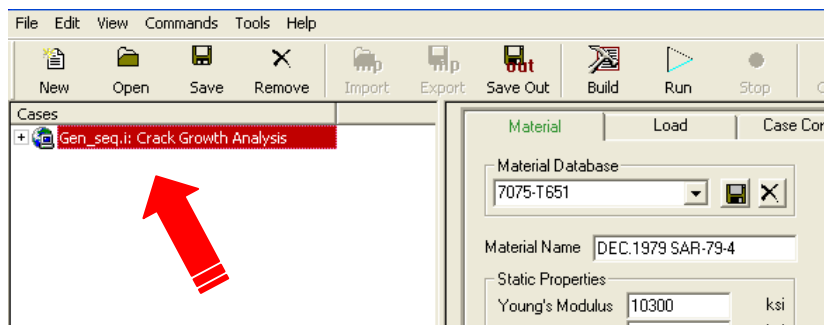 File Edit View Commands Tools Help
New Open Save Remove Import Export Save Out Build Run Stop
Cases
Gen_seq.i: Crack Growth Analysis
Material Load Case Cor
Material Database
7075-T651
Material Name DEC.1979 SAR-79-4
Static Properties
Young's Modulus 10300 ksi